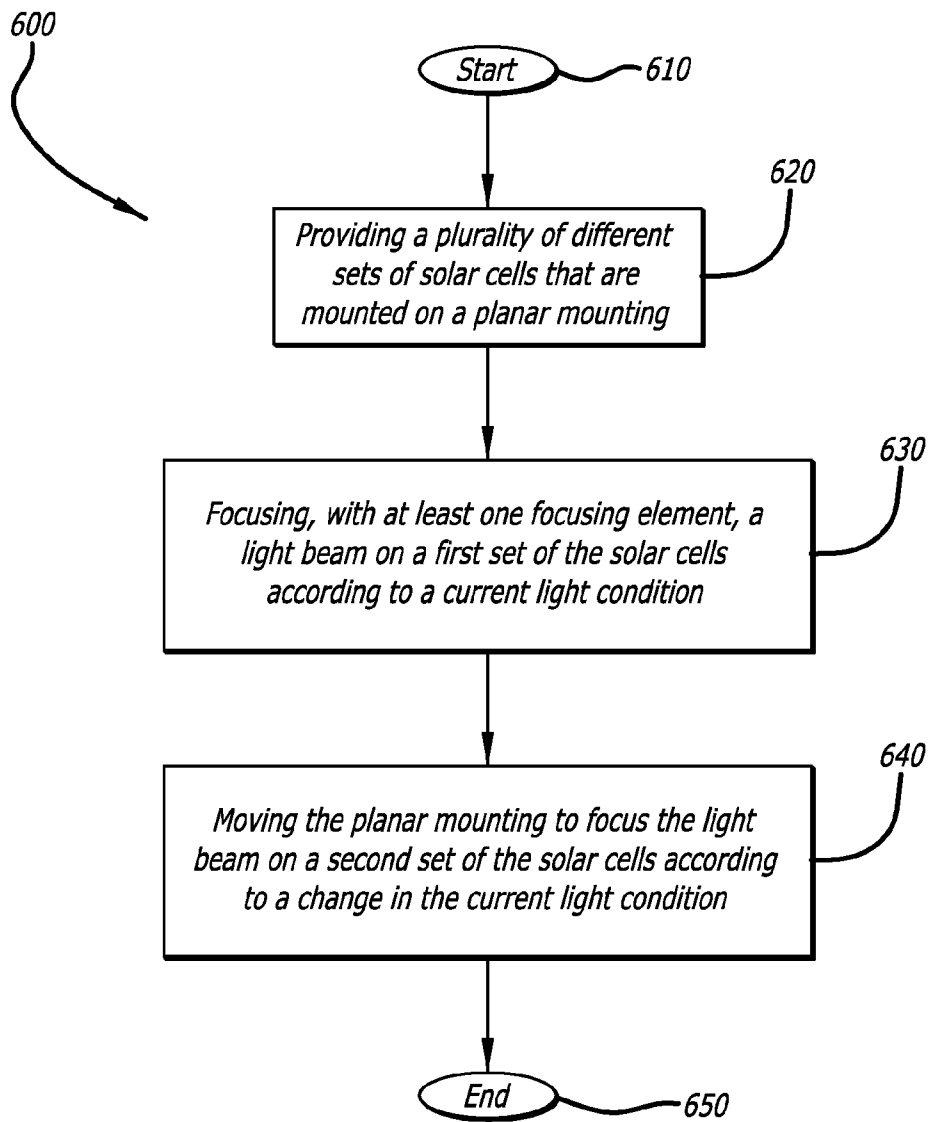 600
Start
610
620
Providing a plurality of different
sets of solar cells that are
mounted on a planar mounting
630
Focusing, with at least one focusing element, a
light beam on a first set of the solar cells
according to a current light condition
640
Moving the planar mounting to focus the light
beam on a second set of the solar cells according
to a change in the current light condition
End
650